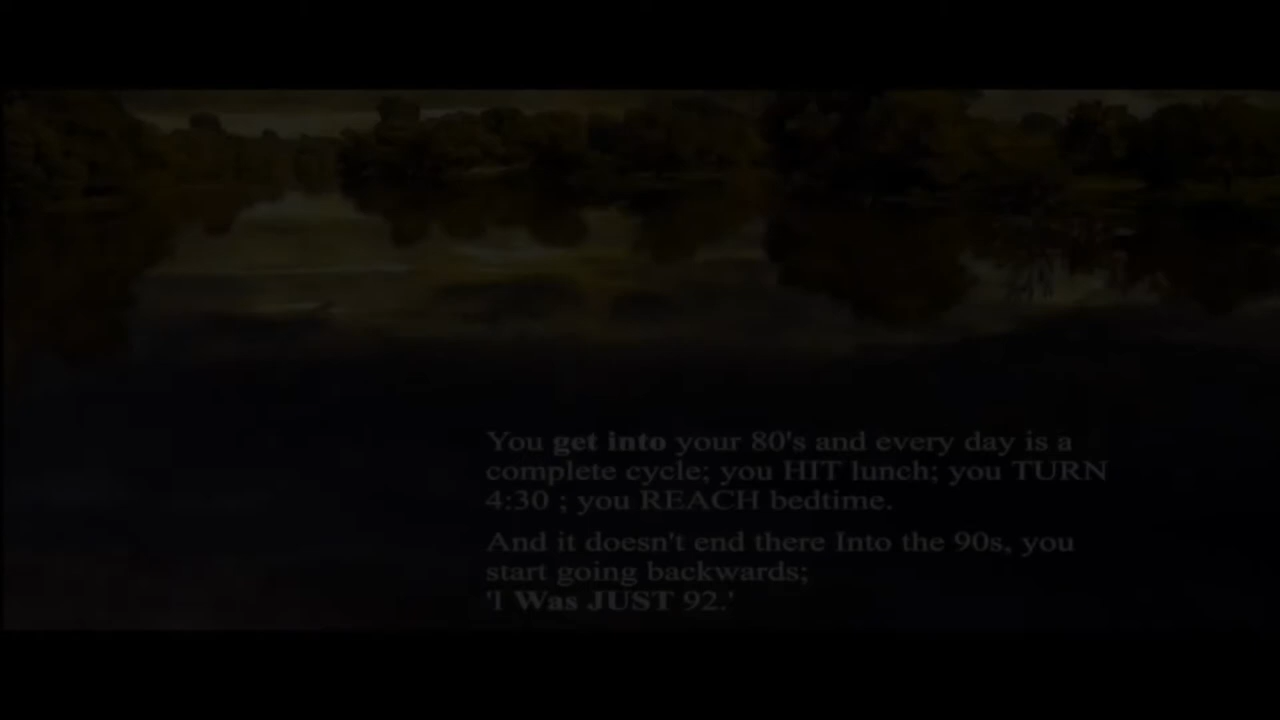 You get into your 80's and every day is a
complete cycle; you HIT lunch; you TURN
4:30 ; you REACH bedtime.
And it doesn't end there Into the 90s, you
start going backwards;
'I Was JUST 92.'